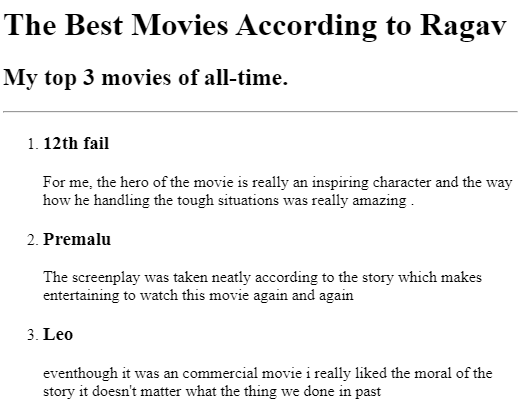 The Best Movies According to Ragav
My top 3 movies of all-time.
1. 12th fail
For me, the hero of the movie is really an inspiring character and the way
how he handling the tough situations was really amazing .
2. Premalu
The screenplay was taken neatly according to the story which makes
entertaining to watch this movie again and again
3. Leo
eventhough it was an commercial movie i really liked the moral of the
story it doesn't matter what the thing we done in past